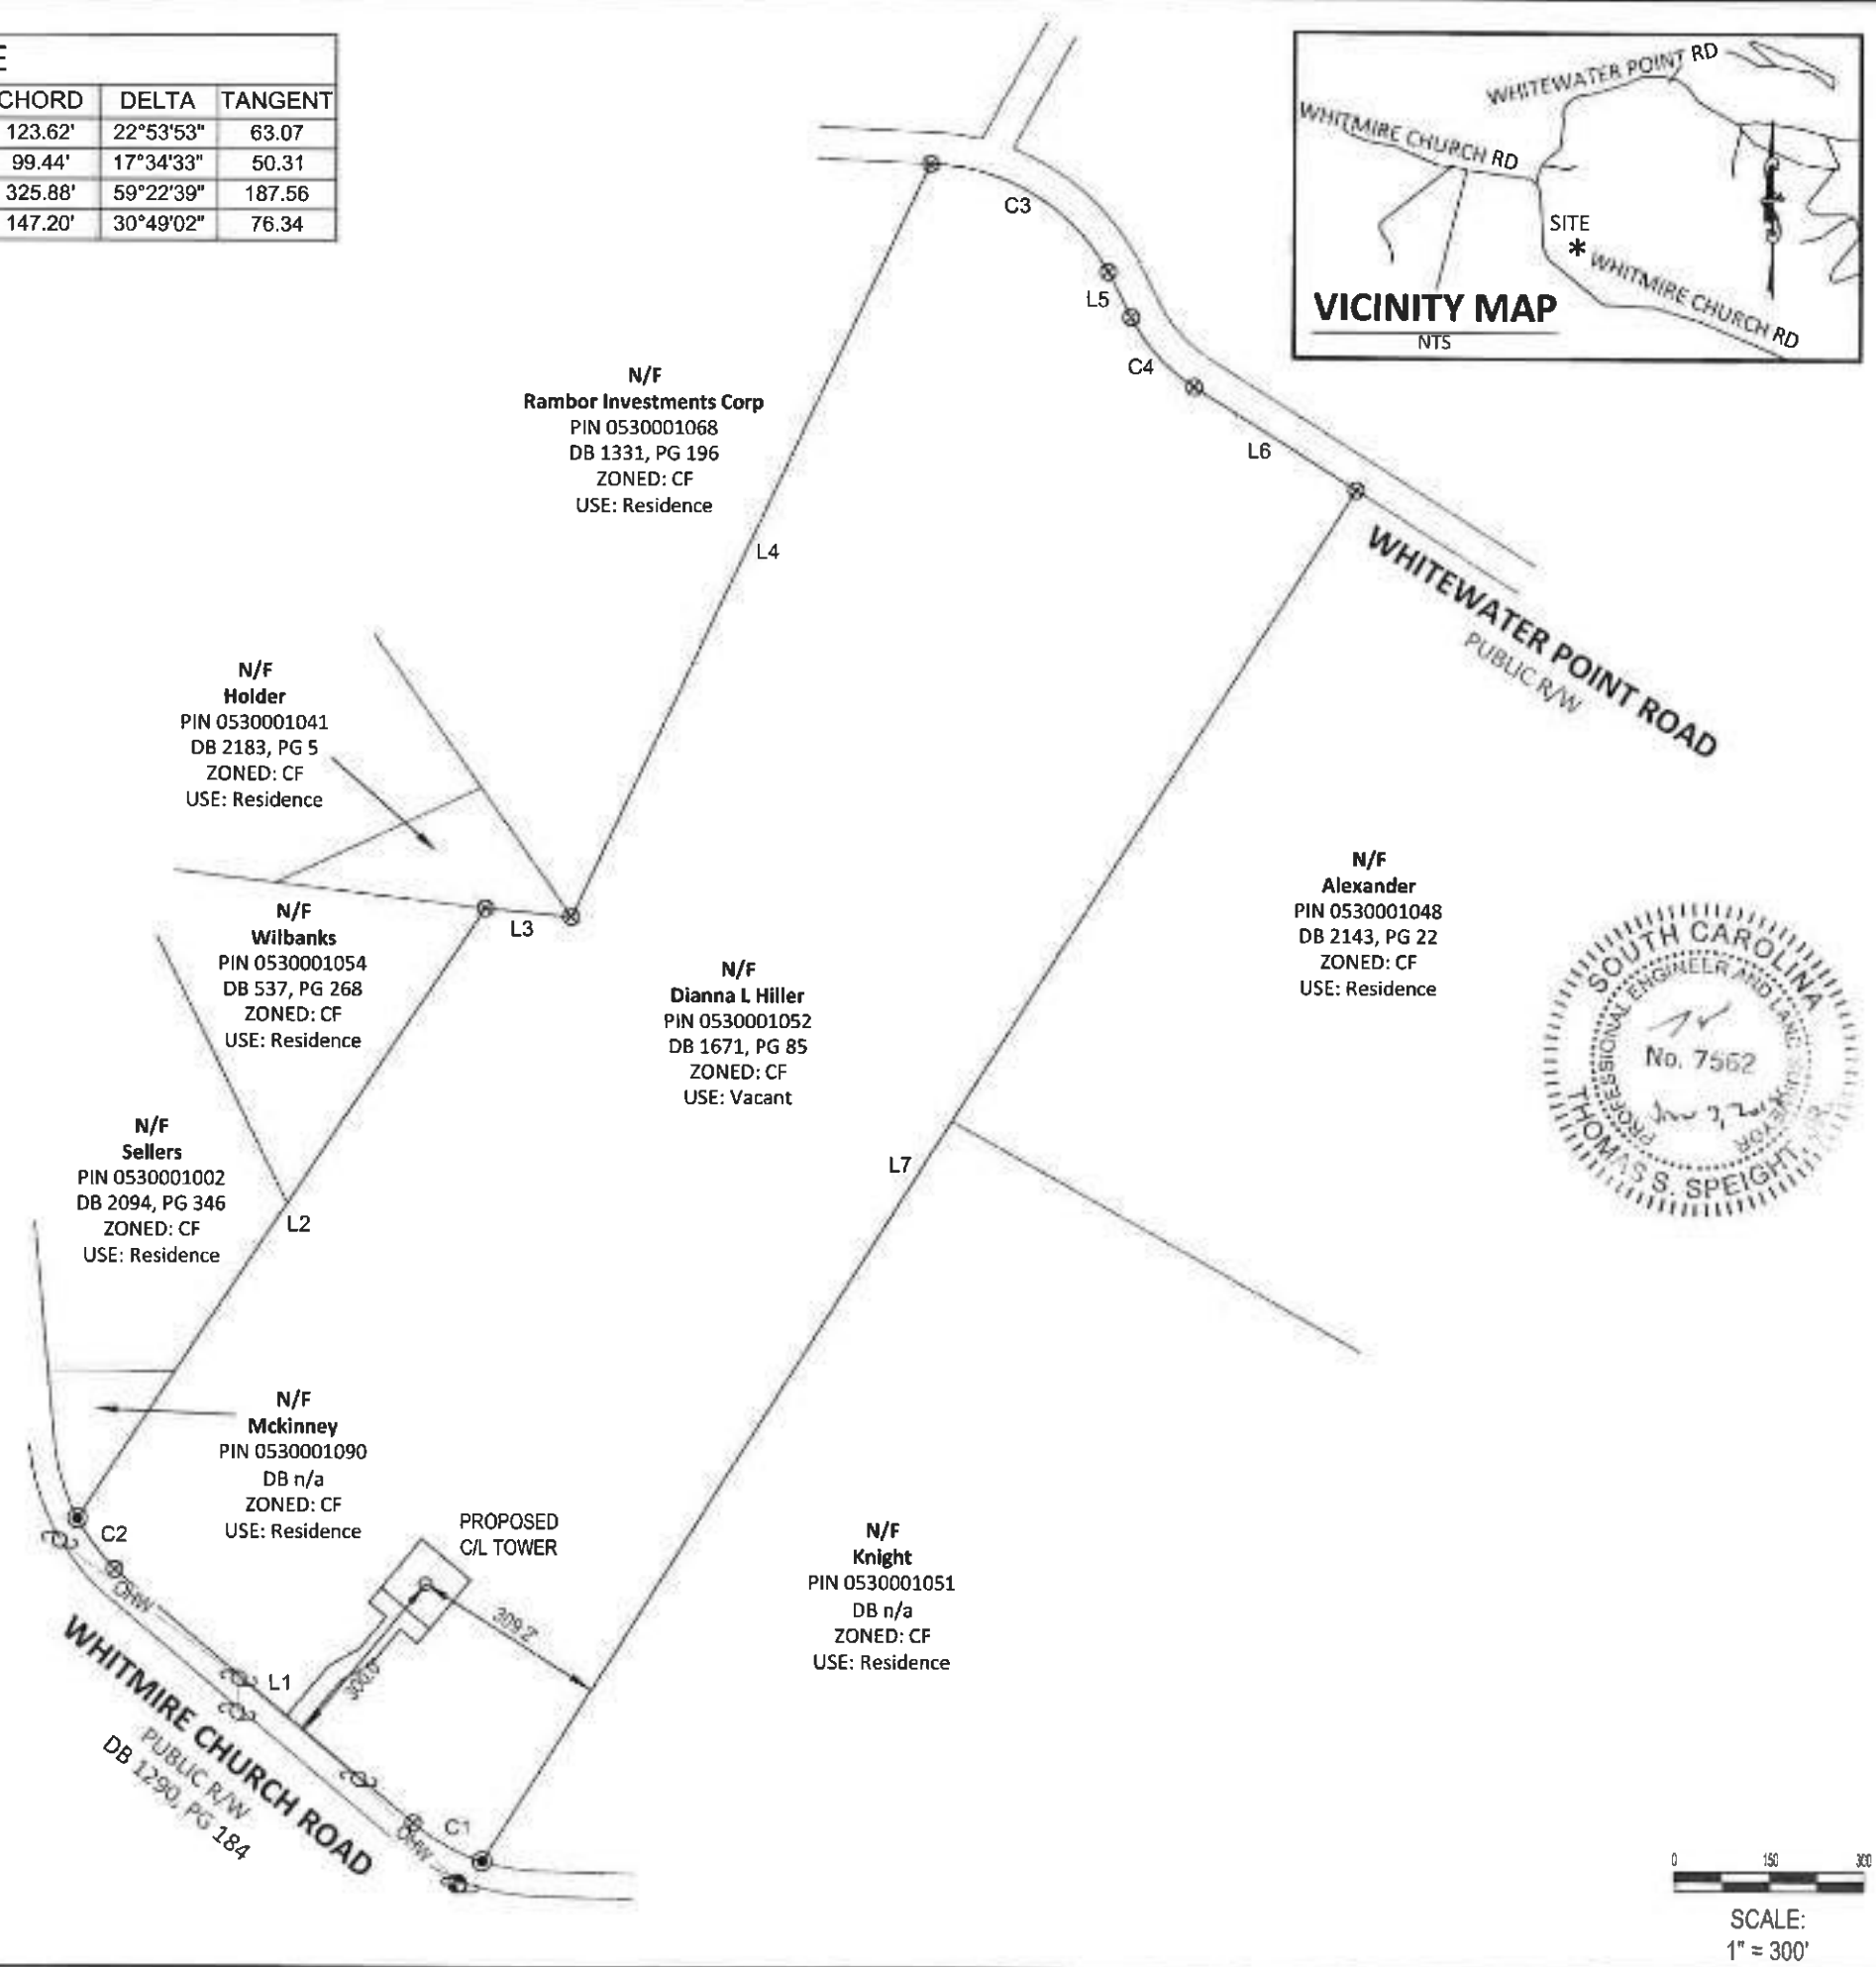 E
CHORD DELTA TANGENT
123.62' 22°53'53" 63.07
99.44' 17°34'33" 50.31
325.88' 59°22'39" 187.56
147.20' 30°49'02" 76.34
WHITEWATER POINT RD
WHITMIRE CHURCH RD
SITE
*
WHITMIRE CHURCH RD
VICINITY MAP
NTS
C3
L5
C4
L6
N/F
Rambor Investments Corp
PIN 0530001068
DB 1331, PG 196
ZONED: CF
USE: Residence
L4
WHITEWATER POINT ROAD
PUBLIC R/W
N/F
Holder
PIN 0530001041
DB 2183, PG 5
ZONED: CF
USE: Residence
L3
N/F
Wilbanks
PIN 0530001054
DB 537, PG 268
ZONED: CF
USE: Residence
N/F
Dianna L Hiller
PIN 0530001052
DB 1671, PG 85
ZONED: CF
USE: Vacant
N/F
Alexander
PIN 0530001048
DB 2143, PG 22
ZONED: CF
USE: Residence
SOUTH CAROLINA
PROFESSIONAL ENGINEER AND LAND SURVEYOR
No. 7562
THOMAS S. SPEIGHT, JR.
N/F
Sellers
PIN 0530001002
DB 2094, PG 346
ZONED: CF
USE: Residence
L2
L7
N/F
Mckinney
PIN 0530001090
DB n/a
ZONED: CF
USE: Residence
C2
OHW
PROPOSED
C/L TOWER
309.2
300.0
L1
N/F
Knight
PIN 0530001051
DB n/a
ZONED: CF
USE: Residence
WHITMIRE CHURCH ROAD
PUBLIC R/W
DB 1290, PG 184
C1
OHW
0 150 300
SCALE:
1" = 300'